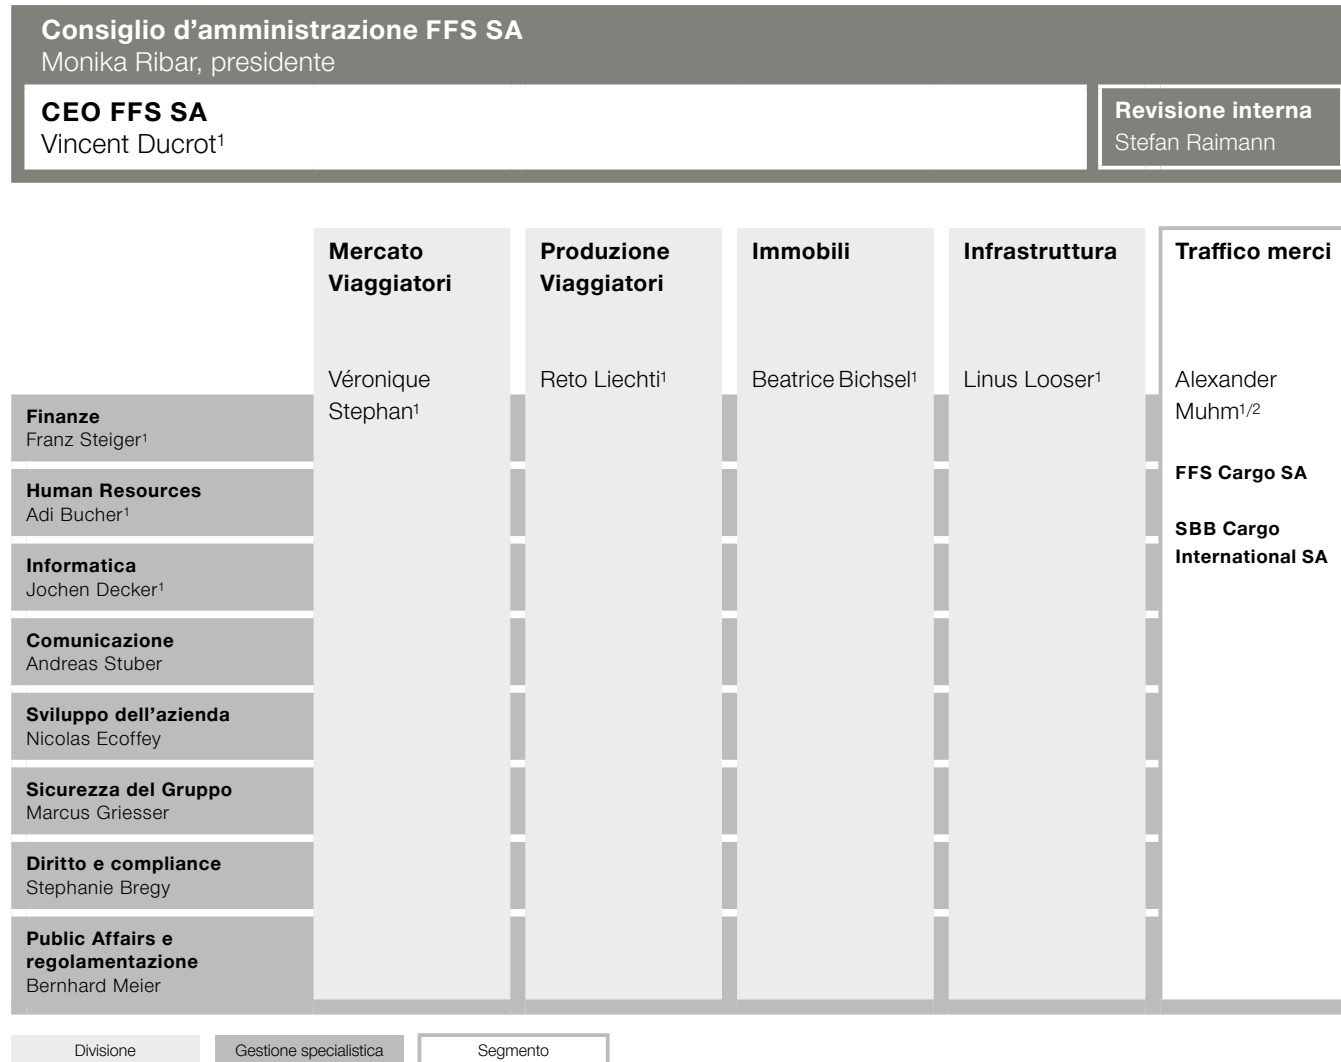 Consiglio d’amministrazione FFS SA
Monika Ribar, presidente
CEO FFS SA
Vincent Ducrot¹
Revisione interna
Stefan Raimann
Mercato
Viaggiatori
Véronique
Stephan¹
Produzione
Viaggiatori
Reto Liechti¹
Immobili
Beatrice Bichsel¹
Infrastruttura
Linus Looser¹
Traffico merci
Alexander
Muhm¹/²
FFS Cargo SA
SBB Cargo
International SA
Finanze
Franz Steiger¹
Human Resources
Adi Bucher¹
Informatica
Jochen Decker¹
Comunicazione
Andreas Stuber
Sviluppo dell’azienda
Nicolas Ecoffey
Sicurezza del Gruppo
Marcus Griesser
Diritto e compliance
Stephanie Bregy
Public Affairs e
regolamentazione
Bernhard Meier
Divisione
Gestione specialistica
Segmento